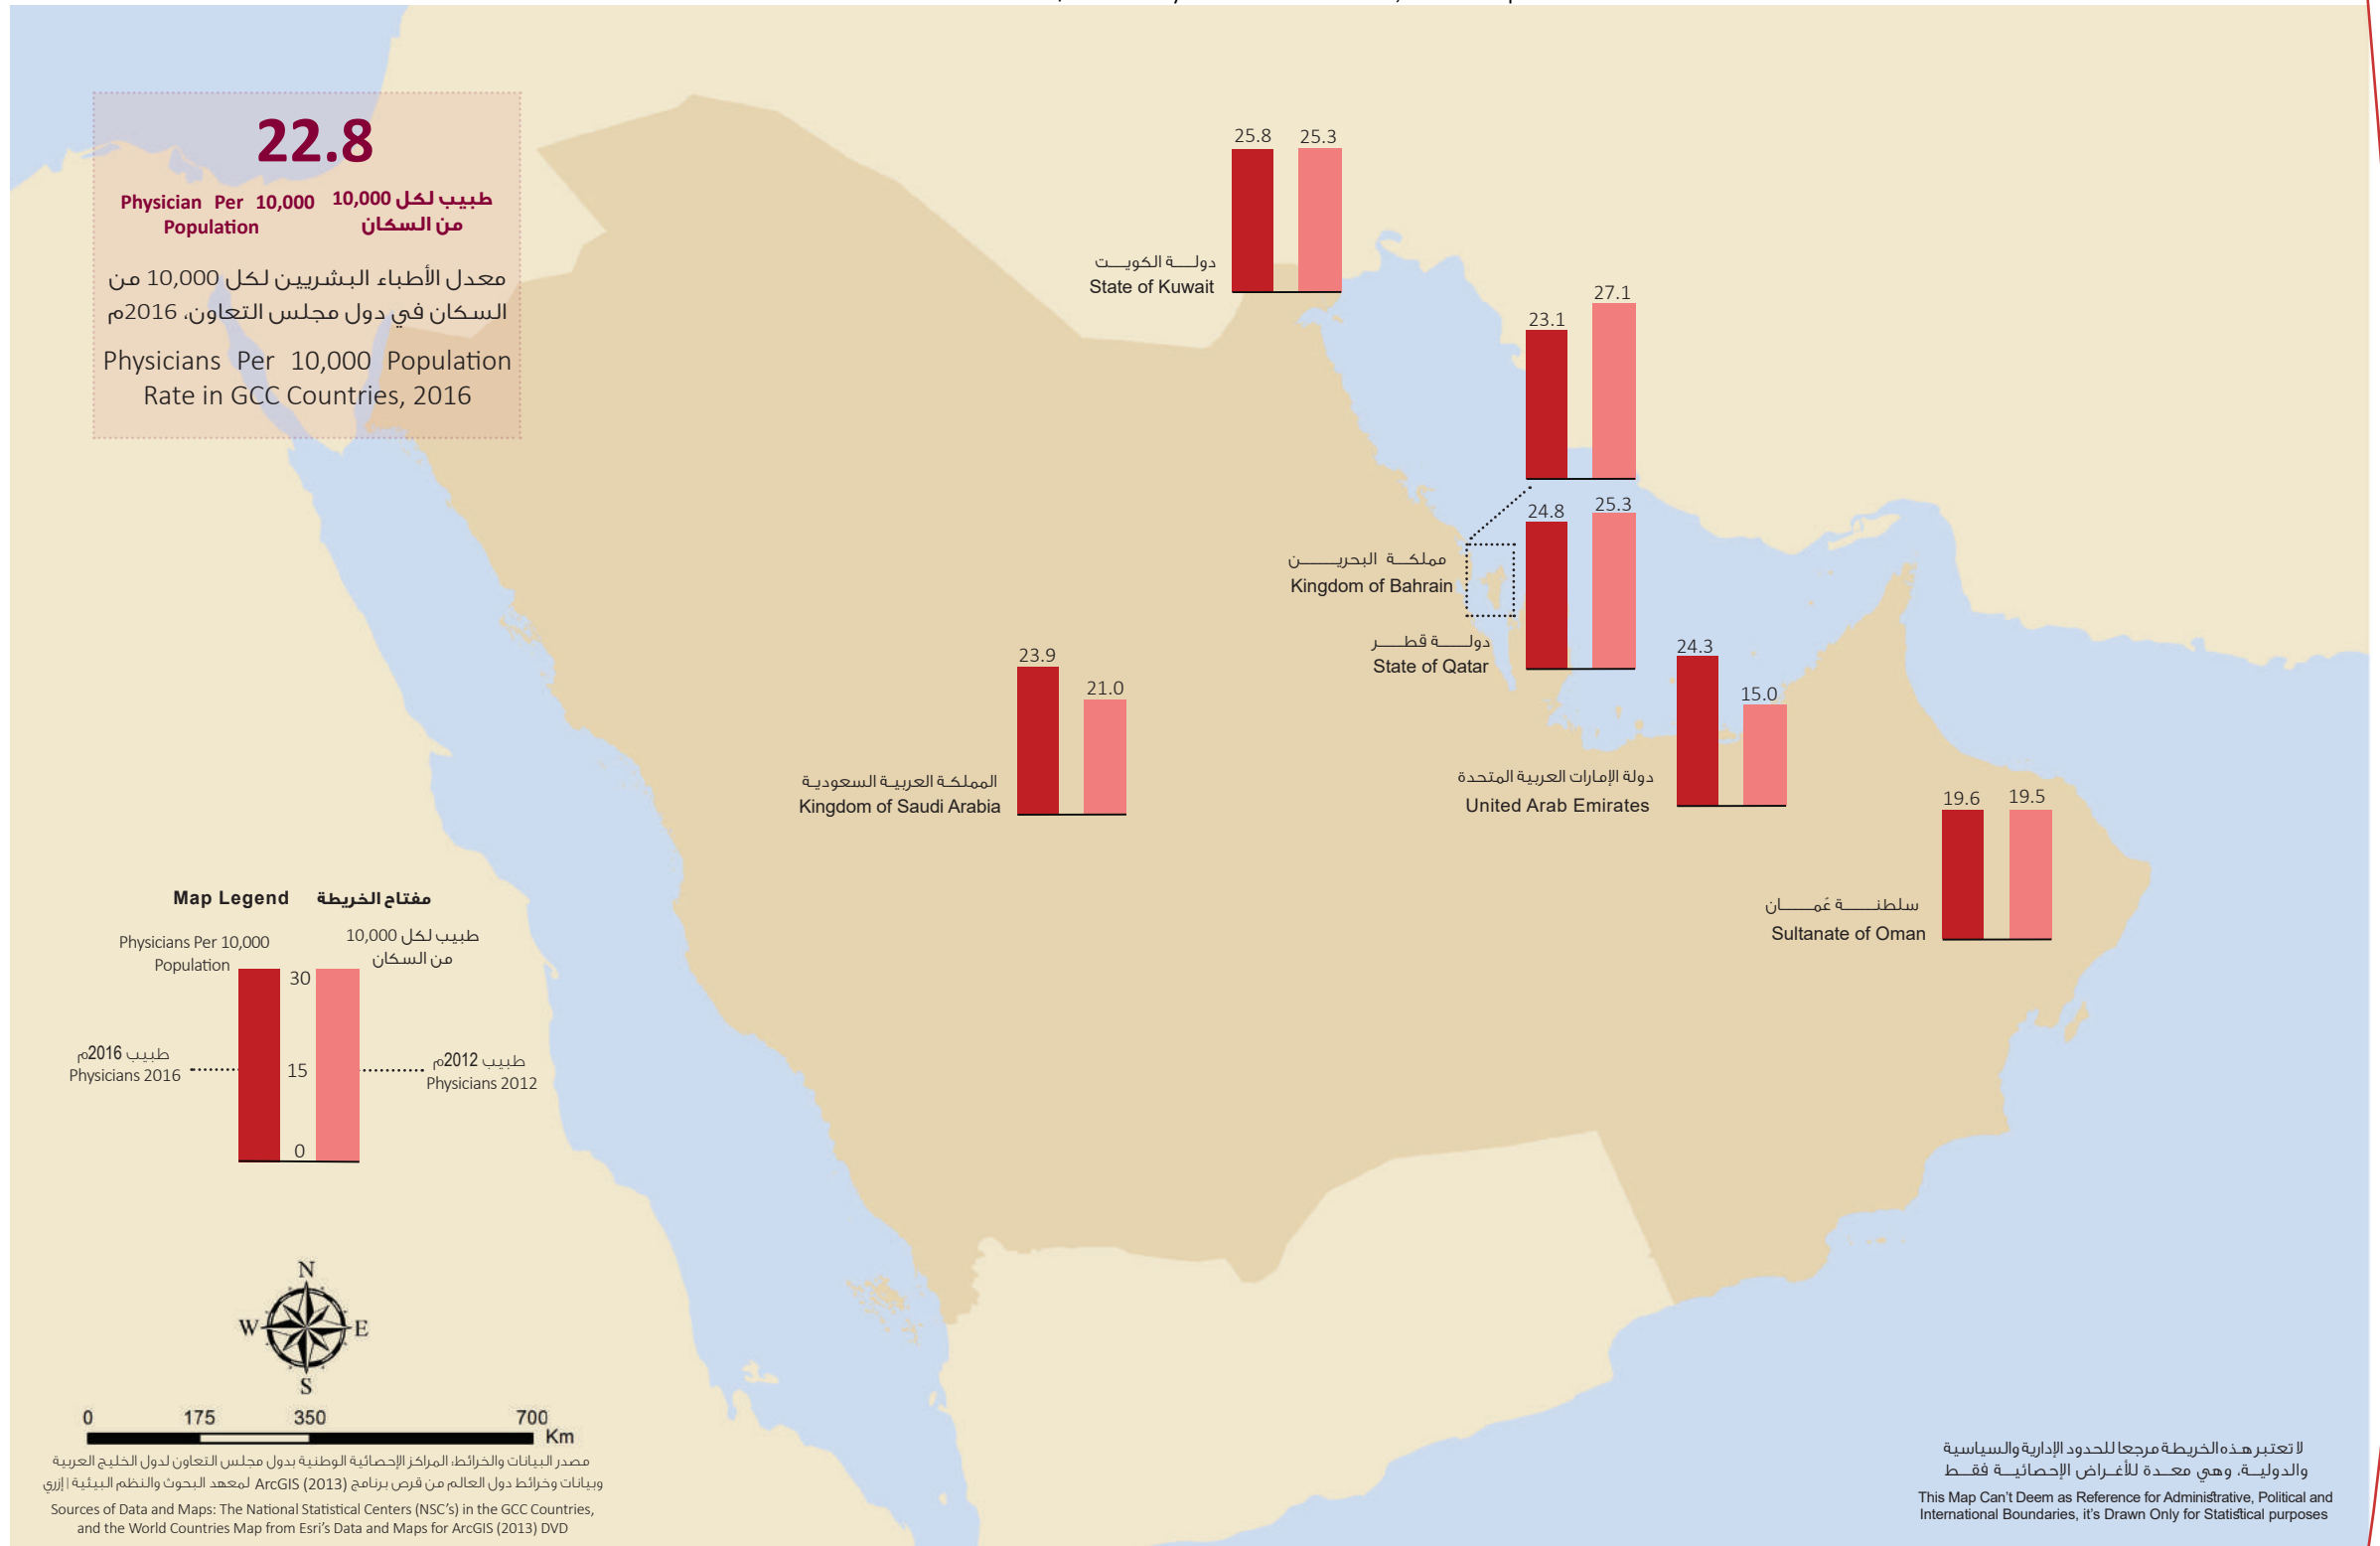 22.8
Physician Per 10,000
Population
طبيب لكل 10,000
من السكان
معدل الأطباء البشريين لكل 10,000 من
السكان في دول مجلس التعاون، 2016م
Physicians Per 10,000 Population
Rate in GCC Countries, 2016
25.8 25.3
دولـــة الكويـــت
State of Kuwait
23.1 27.1
24.8 25.3
مملكـــة البحريـــن
Kingdom of Bahrain
دولـــة قطـــر
State of Qatar
24.3 15.0
دولة الإمارات العربية المتحدة
United Arab Emirates
23.9 21.0
المملكـة العربيـة السعوديـة
Kingdom of Saudi Arabia
19.6 19.5
سلطنـــة عُمـــان
Sultanate of Oman
Map Legend مفتاح الخريطة
Physicians Per 10,000
Population
طبيب لكل 10,000
من السكان
30
15
0
طبيب 2016م
Physicians 2016
طبيب 2012م
Physicians 2012
N
W E
S
0 175 350 700
Km
مصدر البيانات والخرائط: المراكز الإحصائية الوطنية بدول مجلس التعاون لدول الخليج العربية
وبيانات وخرائط دول العالم من قرص برنامج ArcGIS (2013) لمعهد البحوث والنظم البيئية | إزري
Sources of Data and Maps: The National Statistical Centers (NSC's) in the GCC Countries,
and the World Countries Map from Esri's Data and Maps for ArcGIS (2013) DVD
لا تعتبر هذه الخريطة مرجعا للحدود الإدارية والسياسية
والدوليـــة، وهي معـــدة للأغـــراض الإحصائيـــة فقـــط
This Map Can't Deem as Reference for Administrative, Political and
International Boundaries, it's Drawn Only for Statistical purposes